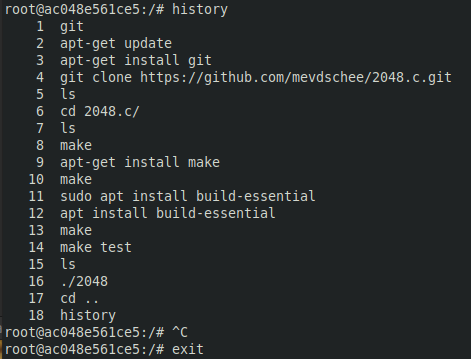 root@ac048e561ce5:/# history
1 git
2 apt-get update
3 apt-get install git
4 git clone https://github.com/mevdschee/2048.c.git
5 ls
6 cd 2048.c/
7 ls
8 make
9 apt-get install make
10 make
11 sudo apt install build-essential
12 apt install build-essential
13 make
14 make test
15 ls
16 ./2048
17 cd ..
18 history
root@ac048e561ce5:/# ^C
root@ac048e561ce5:/# exit